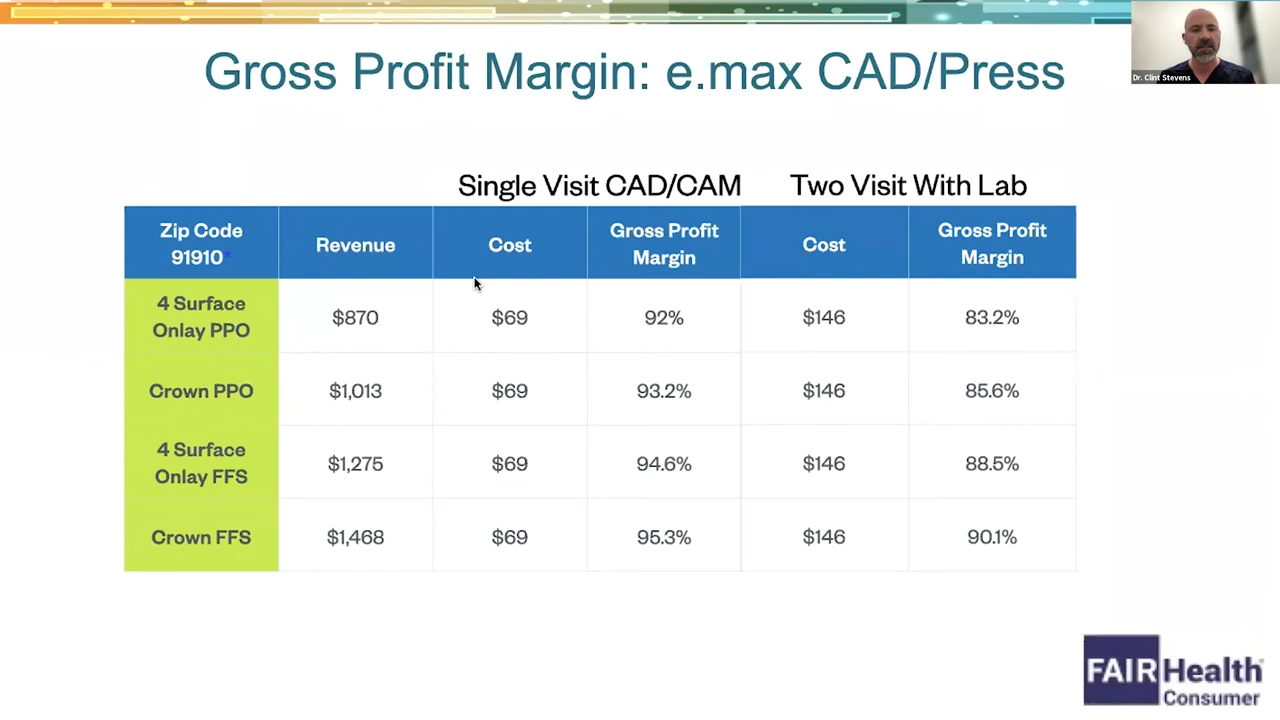 Gross Profit Margin: e.max CAD/Press
Dr. Clint Stevens
Single Visit CAD/CAM Two Visit With Lab
Zip Code 91910* Revenue Cost Gross Profit Margin Cost Gross Profit Margin
4 Surface Onlay PPO $870 $69 92% $146 83.2%
Crown PPO $1,013 $69 93.2% $146 85.6%
4 Surface Onlay FFS $1,275 $69 94.6% $146 88.5%
Crown FFS $1,468 $69 95.3% $146 90.1%
FAIR Health
Consumer